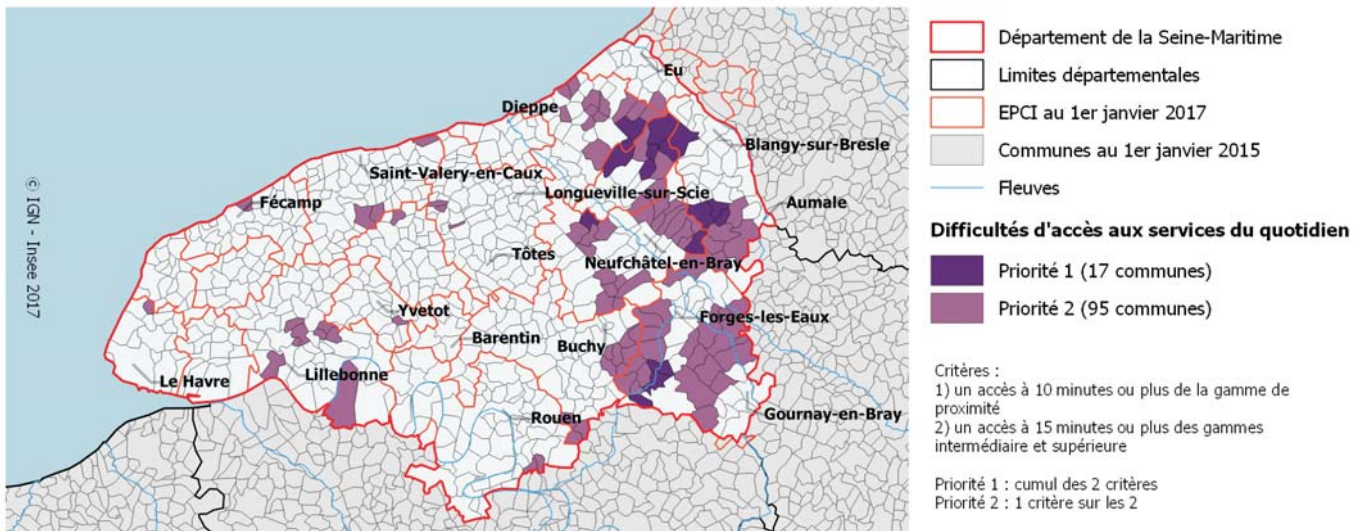 Eu
Dieppe
Blangy-sur-Bresle
Saint-Valery-en-Caux
Longueville-sur-Scie
Fécamp
Aumale
Tôtes
Neufchâtel-en-Bray
Yvetot
Forges-les-Eaux
Barentin
Buchy
Le Havre
Lillebonne
Rouen
Gournay-en-Bray
© IGN - Insee 2017
Département de la Seine-Maritime
Limites départementales
EPCI au 1er janvier 2017
Communes au 1er janvier 2015
Fleuves
Difficultés d'accès aux services du quotidien
Priorité 1 (17 communes)
Priorité 2 (95 communes)
Critères :
1) un accès à 10 minutes ou plus de la gamme de
proximité
2) un accès à 15 minutes ou plus des gammes
intermédiaire et supérieure
Priorité 1 : cumul des 2 critères
Priorité 2 : 1 critère sur les 2